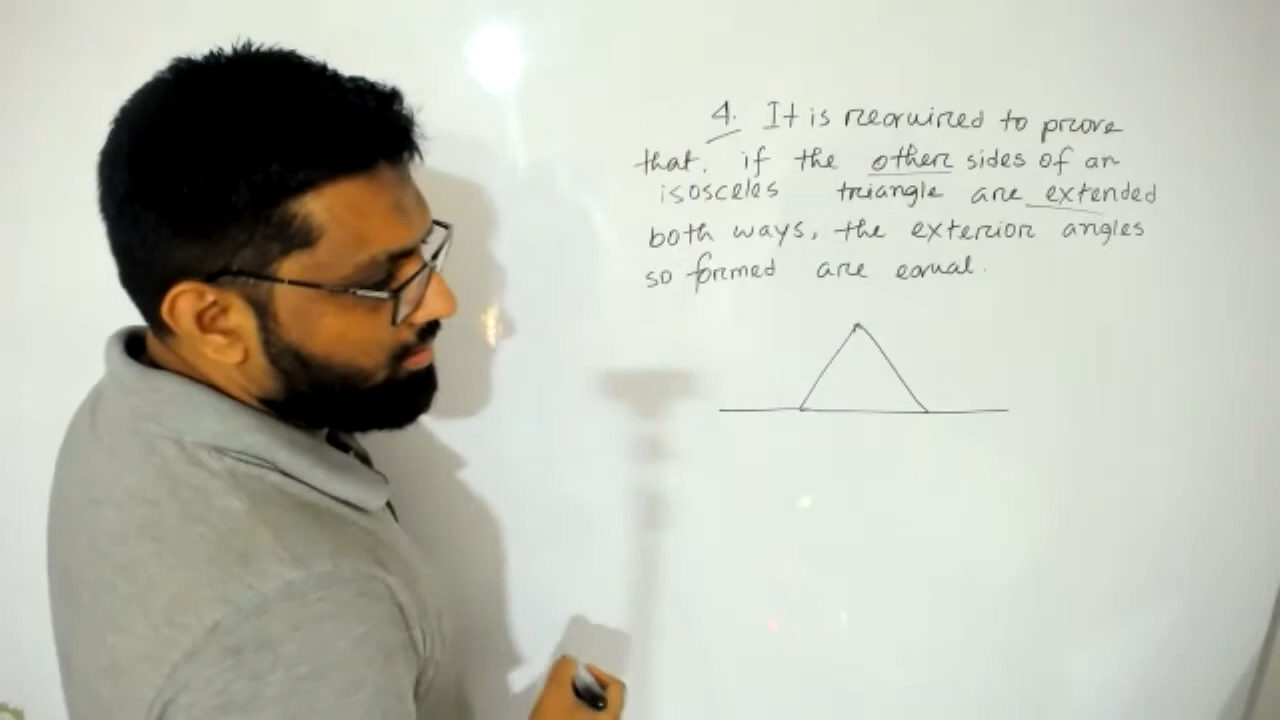 4. It is required to prove
that, if the other sides of an
isosceles triangle are extended
both ways, the exterior angles
so formed are equal.